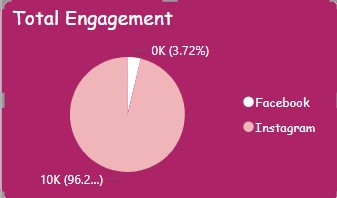 Total Engagement
0K (3.72%)
Facebook
Instagram
10K (96.2...)